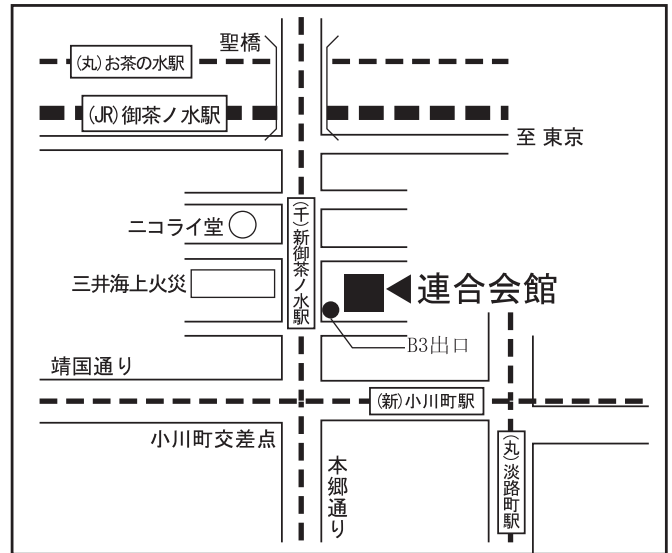 聖橋
(丸)お茶の水駅
(JR)御茶ノ水駅
至 東京
ニコライ堂
(千)新御茶ノ水駅
三井海上火災
連合会館
B3出口
靖国通り
(新)小川町駅
小川町交差点
本郷通り
(丸)淡路町駅